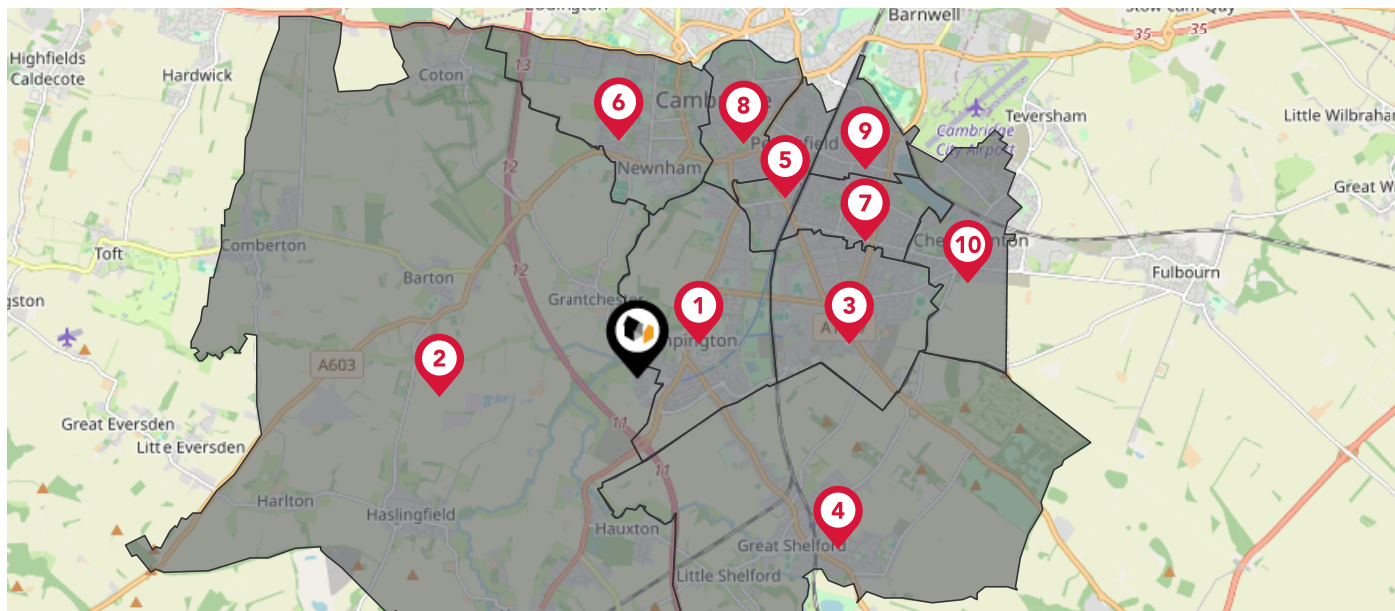 Barnwell
35
35
Highfields
Caldecote
Hardwick
Coton
13
6
Camb
8
9
Teversham
Little Wilbraha
Cambridge
City Airport
12
Newnham
5
7
Great W
Comberton
Toft
10
Fulbourn
12
Barton
Grantchester
1
3
2
A603
11
Great Eversden
Little Eversden
11
Harlton
Haslingfield
Hauxton
4
Great Shelford
Little Shelford